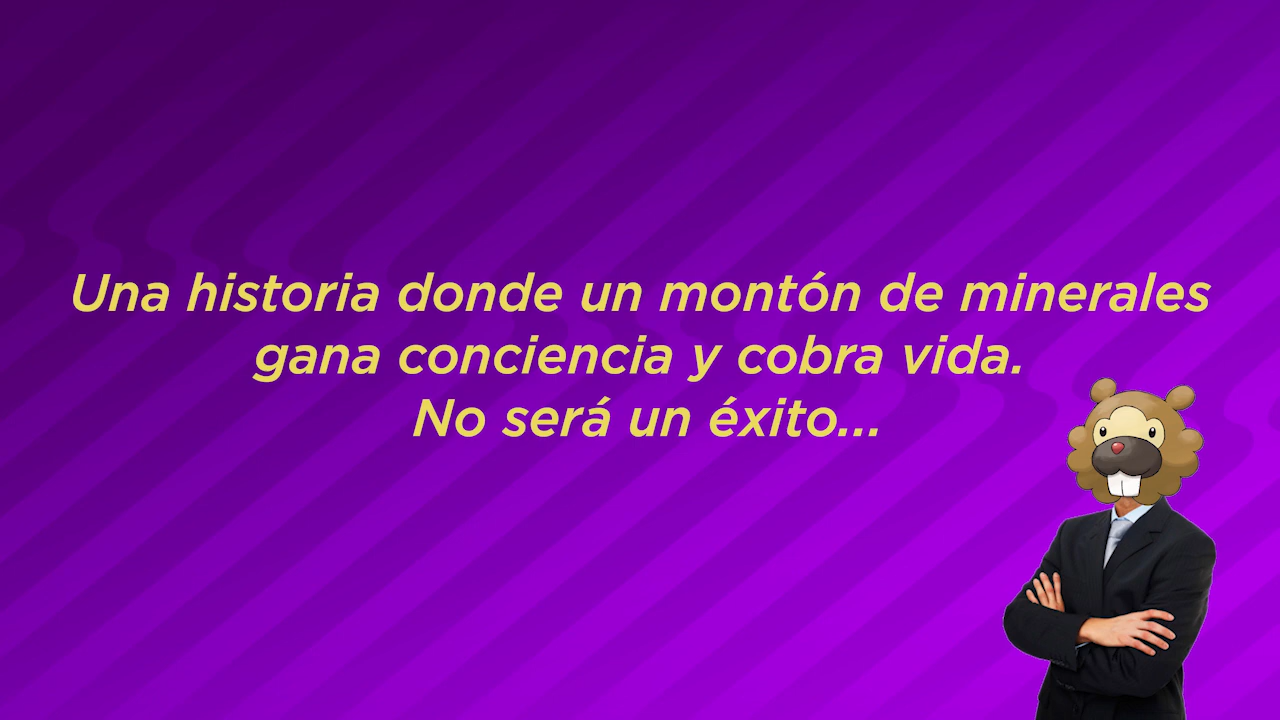 Una historia donde un montón de minerales
gana conciencia y cobra vida.
No será un éxito...